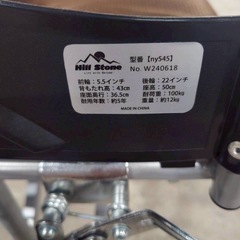 Hill Stone
型番【ny545】
No. W240618
前輪：5.5インチ
後輪：22インチ
背もたれ高：43cm
座高：50cm
座面奥行：36.5cm
耐荷重：100kg
耐用年数：約5年
重量：約12kg
MADE IN CHINA